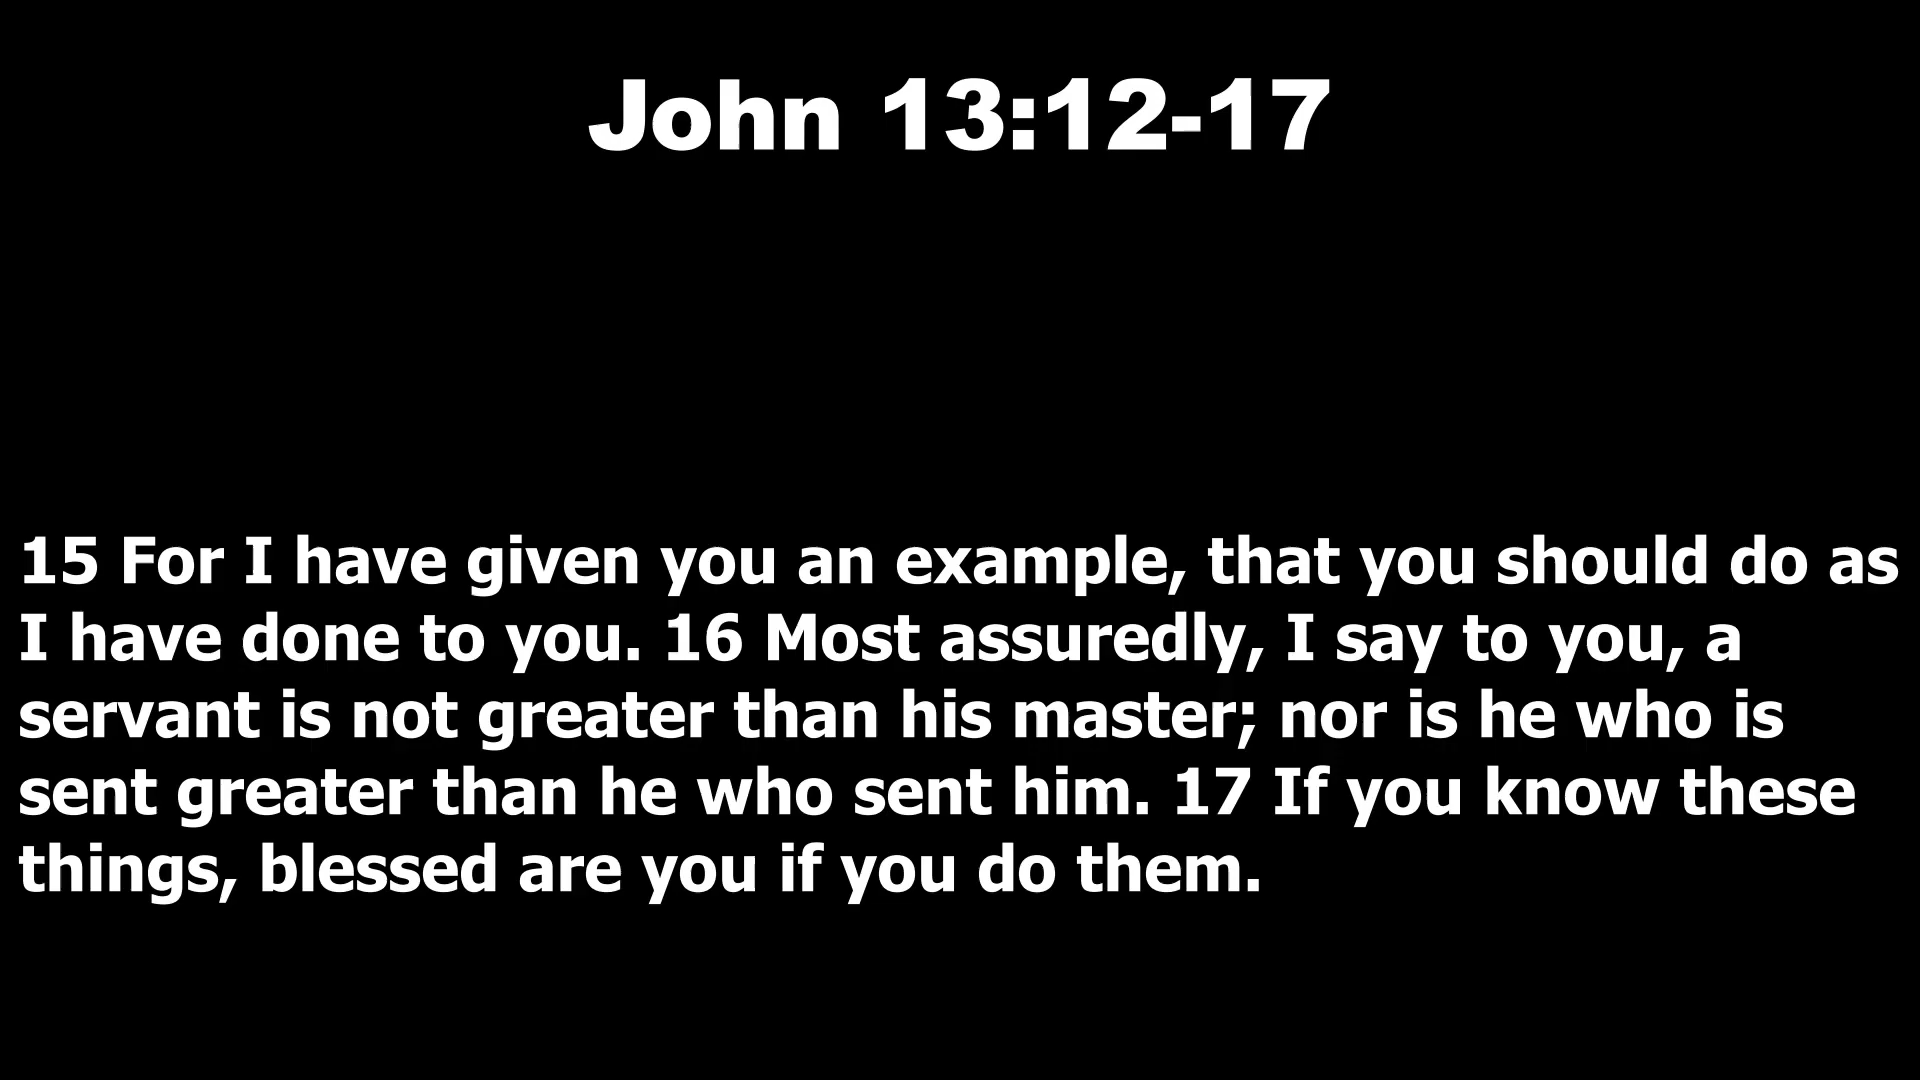 John 13:12-17
15 For I have given you an example, that you should do as
I have done to you. 16 Most assuredly, I say to you, a
servant is not greater than his master; nor is he who is
sent greater than he who sent him. 17 If you know these
things, blessed are you if you do them.